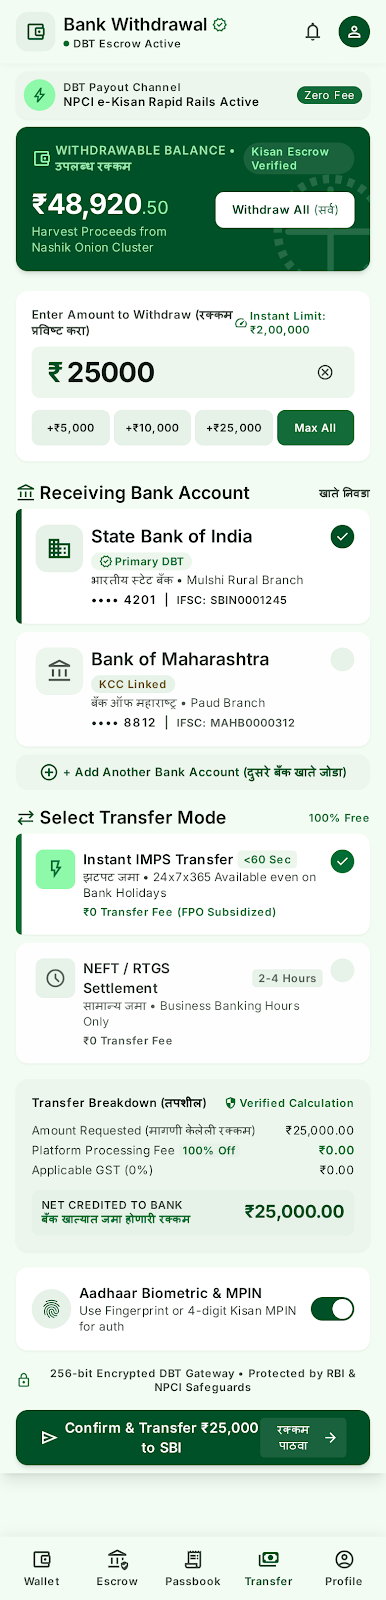 Bank Withdrawal
DBT Escrow Active
DBT Payout Channel
NPCI e-Kisan Rapid Rails Active
Zero Fee
WITHDRAWABLE BALANCE •
उपलब्ध रक्कम
Kisan Escrow
Verified
₹48,920.50
Harvest Proceeds from
Nashik Onion Cluster
Withdraw All (सर्व)
Enter Amount to Withdraw (रक्कम
प्रविष्ट करा)
Instant Limit:
₹2,00,000
₹ 25000
+₹5,000
+₹10,000
+₹25,000
Max All
Receiving Bank Account
खाते निवडा
State Bank of India
Primary DBT
भारतीय स्टेट बँक • Mulshi Rural Branch
•••• 4201 | IFSC: SBIN0001245
Bank of Maharashtra
KCC Linked
बँक ऑफ महाराष्ट्र • Paud Branch
•••• 8812 | IFSC: MAHB0000312
+ Add Another Bank Account (दुसरे बँक खाते जोडा)
Select Transfer Mode
100% Free
Instant IMPS Transfer <60 Sec
झटपट जमा • 24x7x365 Available even on
Bank Holidays
₹0 Transfer Fee (FPO Subsidized)
NEFT / RTGS
Settlement
2-4 Hours
सामान्य जमा • Business Banking Hours
Only
₹0 Transfer Fee
Transfer Breakdown (तपशील)
Verified Calculation
Amount Requested (मागणी केलेली रक्कम) ₹25,000.00
Platform Processing Fee 100% Off ₹0.00
Applicable GST (0%) ₹0.00
NET CREDITED TO BANK
बँक खात्यात जमा होणारी रक्कम
₹25,000.00
Aadhaar Biometric & MPIN
Use Fingerprint or 4-digit Kisan MPIN
for auth
256-bit Encrypted DBT Gateway • Protected by RBI &
NPCI Safeguards
Confirm & Transfer ₹25,000
to SBI
रक्कम
पाठवा
Wallet
Escrow
Passbook
Transfer
Profile